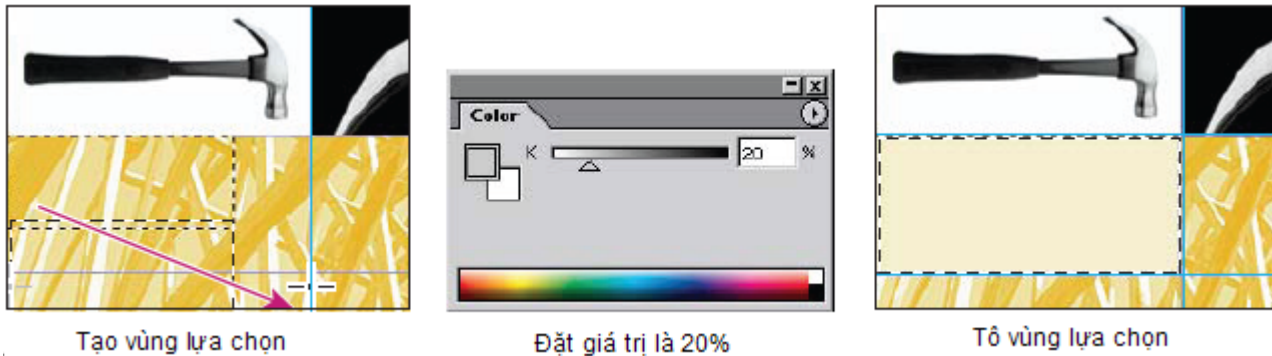 Color
K 20 %
Tạo vùng lựa chọn
Đặt giá trị là 20%
Tô vùng lựa chọn